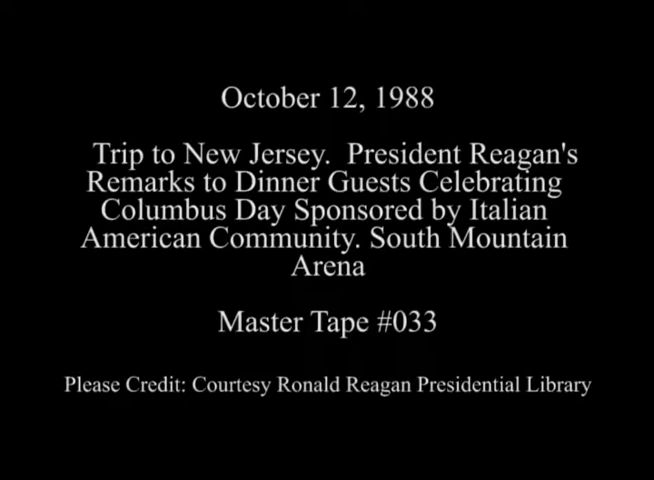 October 12, 1988
Trip to New Jersey.  President Reagan's
Remarks to Dinner Guests Celebrating
Columbus Day Sponsored by Italian
American Community. South Mountain
Arena
Master Tape #033
Please Credit: Courtesy Ronald Reagan Presidential Library